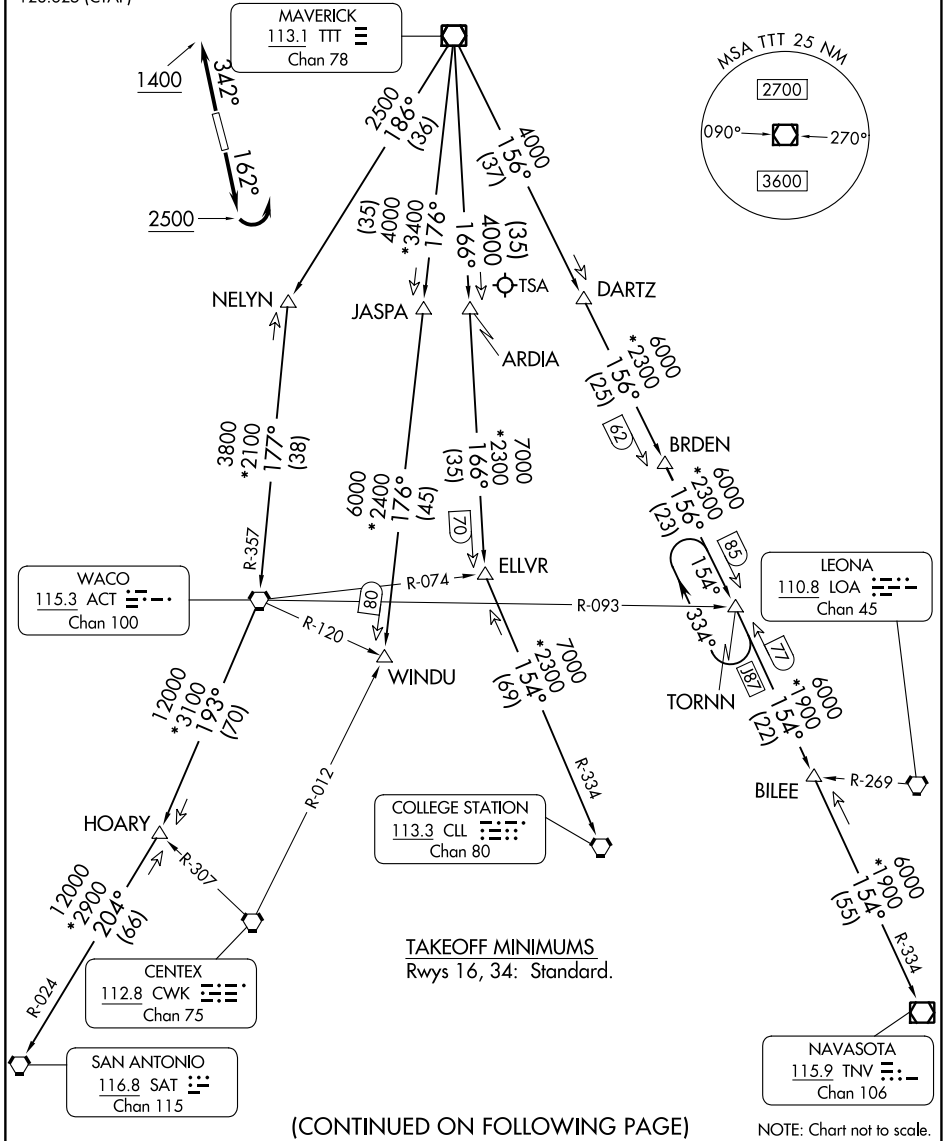 MAVERICK
113.1 TTT
Chan 78
1400
342°
162°
2500
MSA TTT 25 NM
2700
090°
270°
3600
2500
186°
(36)
(35)
4000
*3400
176°
(35)
4000
166°
4000
156°
(37)
TSA
NELYN
JASPA
ARDIA
DARTZ
6000
*2300
156°
(25)
62
BRDEN
3800
*2100
177°
(38)
R-357
6000
*2400
176°
(45)
80
7000
*2300
166°
(35)
70
6000
*2300
156°
(23)
85
WACO
115.3 ACT
Chan 100
R-074
ELLVR
R-093
R-120
WINDU
154°
334°
TORNN
J87
77
LEONA
110.8 LOA
Chan 45
12000
*3100
193°
(70)
7000
*2300
154°
(69)
R-334
6000
*1900
154°
(22)
BILEE
R-269
R-012
HOARY
R-307
COLLEGE STATION
113.3 CLL
Chan 80
12000
*2900
204°
(66)
R-024
6000
*1900
154°
(55)
R-334
CENTEX
112.8 CWK
Chan 75
TAKEOFF MINIMUMS
Rwys 16, 34: Standard.
SAN ANTONIO
116.8 SAT
Chan 115
NAVASOTA
115.9 TNV
Chan 106
(CONTINUED ON FOLLOWING PAGE)
NOTE: Chart not to scale.